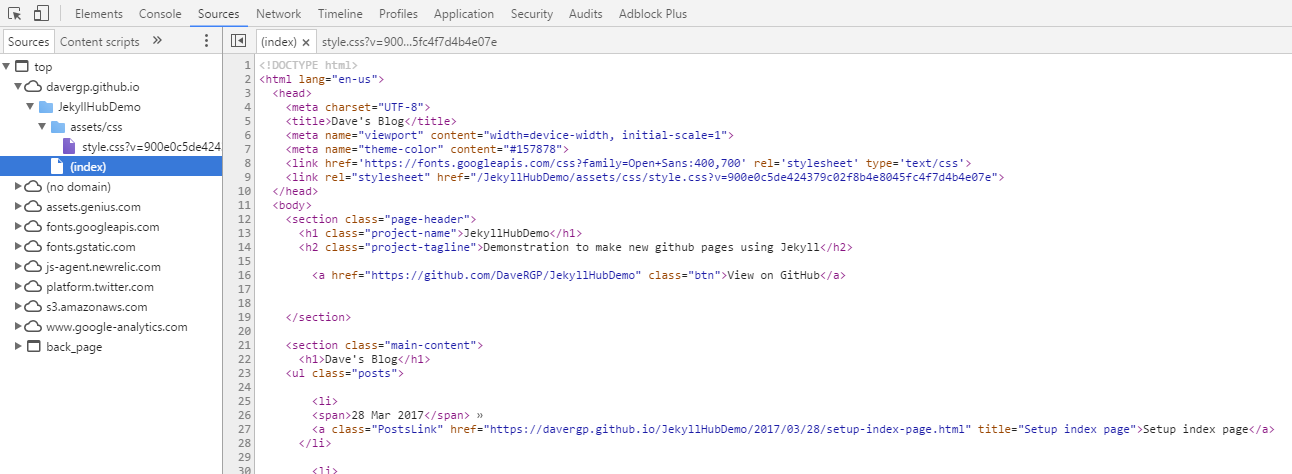 Elements Console Sources Network Timeline Profiles Application Security Audits Adblock Plus
Sources Content scripts »
(index) × style.css?v=900...5fc4f7d4b4e07e
top
davergp.github.io
JekyllHubDemo
assets/css
style.css?v=900e0c5de424
(index)
(no domain)
assets.genius.com
fonts.googleapis.com
fonts.gstatic.com
js-agent.newrelic.com
platform.twitter.com
s3.amazonaws.com
www.google-analytics.com
back_page
1 <!DOCTYPE html>
2 <html lang="en-us">
3 <head>
4 <meta charset="UTF-8">
5 <title>Dave's Blog</title>
6 <meta name="viewport" content="width=device-width, initial-scale=1">
7 <meta name="theme-color" content="#157878">
8 <link href='https://fonts.googleapis.com/css?family=Open+Sans:400,700' rel='stylesheet' type='text/css'>
9 <link rel="stylesheet" href="/JekyllHubDemo/assets/css/style.css?v=900e0c5de424379c02f8b4e8045fc4f7d4b4e07e">
10 </head>
11 <body>
12 <section class="page-header">
13 <h1 class="project-name">JekyllHubDemo</h1>
14 <h2 class="project-tagline">Demonstration to make new github pages using Jekyll</h2>
15
16 <a href="https://github.com/DaveRGP/JekyllHubDemo" class="btn">View on GitHub</a>
17
18
19 </section>
20
21 <section class="main-content">
22 <h1>Dave's Blog</h1>
23 <ul class="posts">
24
25 <li>
26 <span>28 Mar 2017</span> »
27 <a class="PostsLink" href="https://davergp.github.io/JekyllHubDemo/2017/03/28/setup-index-page.html" title="Setup index page">Setup index page</a>
28 </li>
29
30 <li>